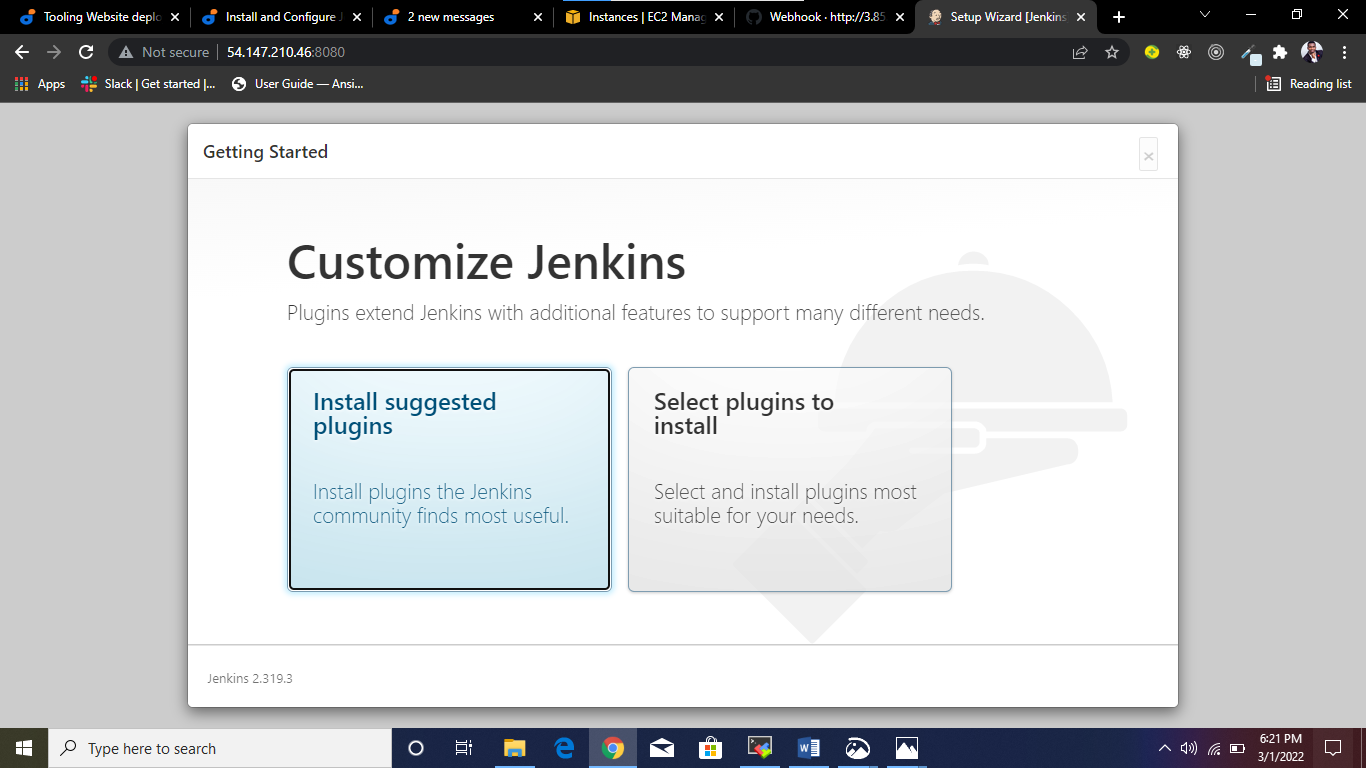 Tooling Website deplo
Install and Configure J
2 new messages
Instances | EC2 Manag
Webhook · http://3.85
Setup Wizard [Jenkins
Not secure
54.147.210.46:8080
Apps
Slack | Get started |...
User Guide — Ansi...
Reading list
Getting Started
Customize Jenkins
Plugins extend Jenkins with additional features to support many different needs.
Install suggested
plugins
Install plugins the Jenkins
community finds most useful.
Select plugins to
install
Select and install plugins most
suitable for your needs.
Jenkins 2.319.3
Type here to search
6:21 PM
3/1/2022